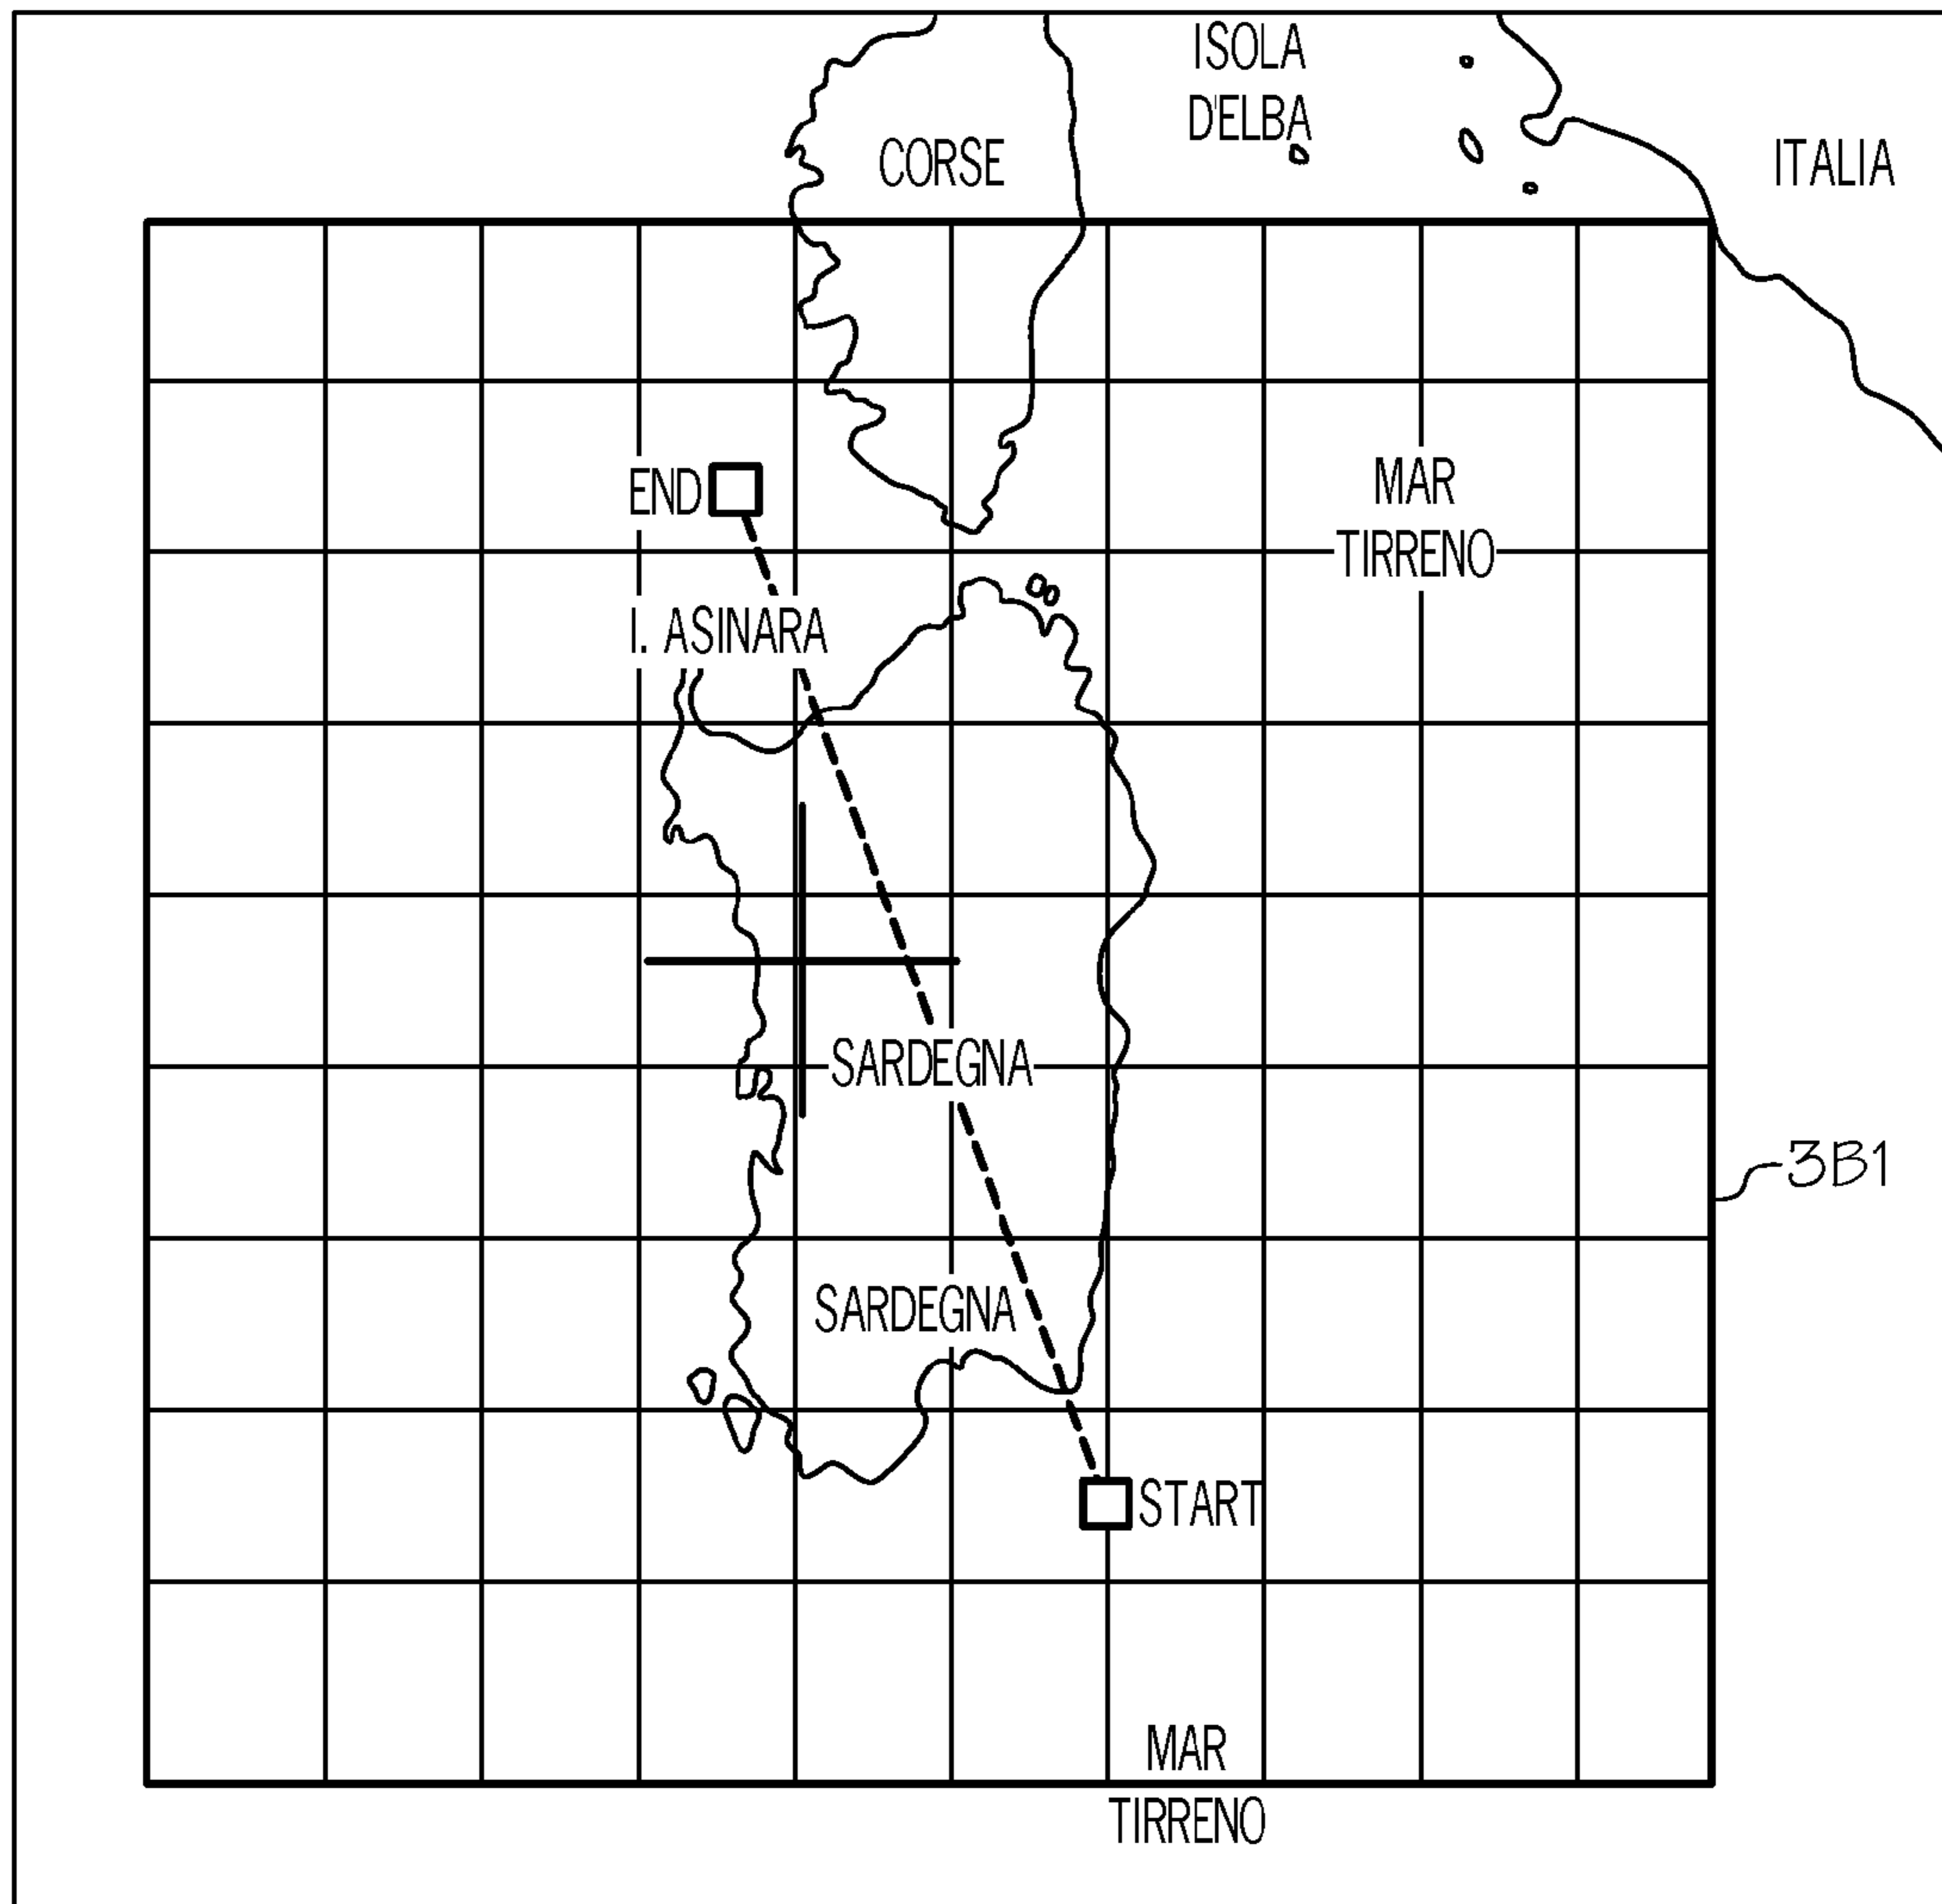 ISOLA
D'ELBA
CORSE
ITALIA
MAR
TIRRENO
END
I. ASINARA
SARDEGNA
3B1
SARDEGNA
START
MAR
TIRRENO